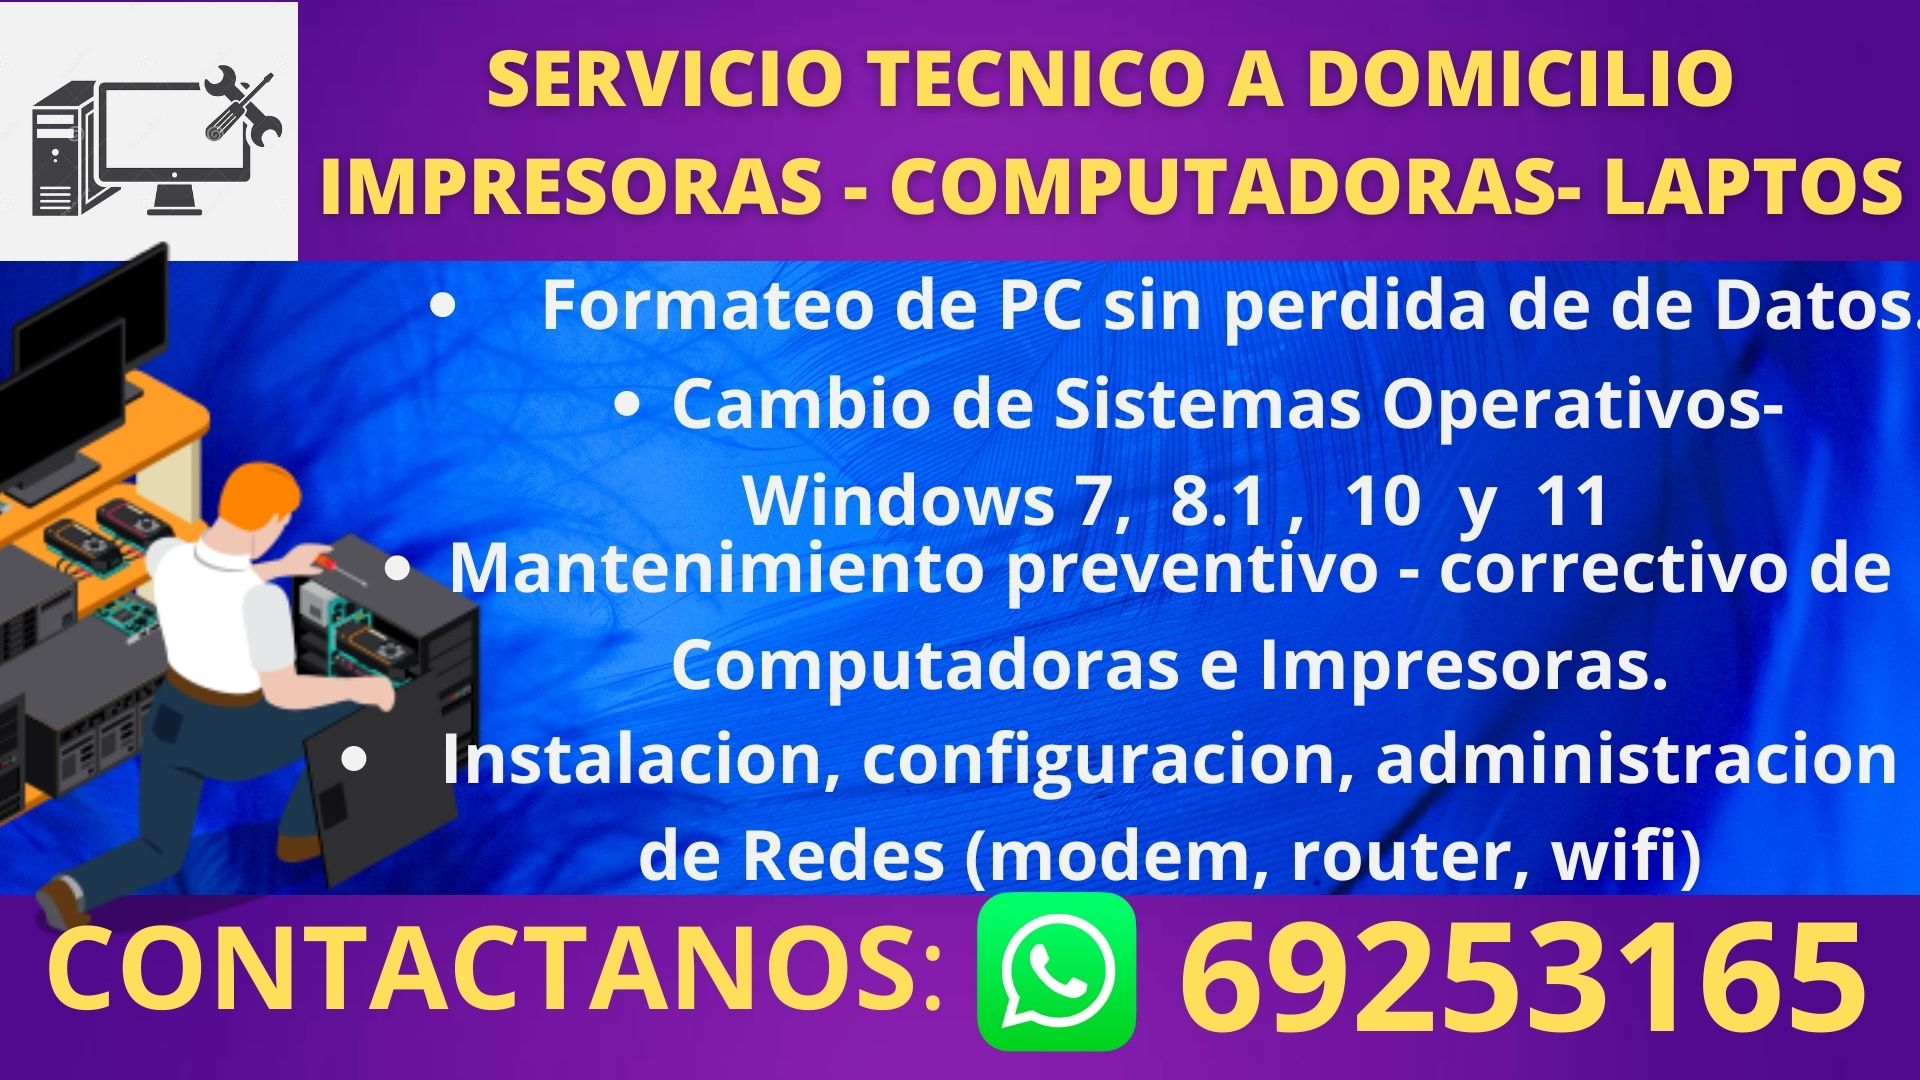 SERVICIO TECNICO A DOMICILIO
IMPRESORAS - COMPUTADORAS- LAPTOS
• Formateo de PC sin perdida de de Datos.
• Cambio de Sistemas Operativos-
Windows 7, 8.1 , 10 y 11
• Mantenimiento preventivo - correctivo de
Computadoras e Impresoras.
• Instalacion, configuracion, administracion
de Redes (modem, router, wifi)
CONTACTANOS: 69253165